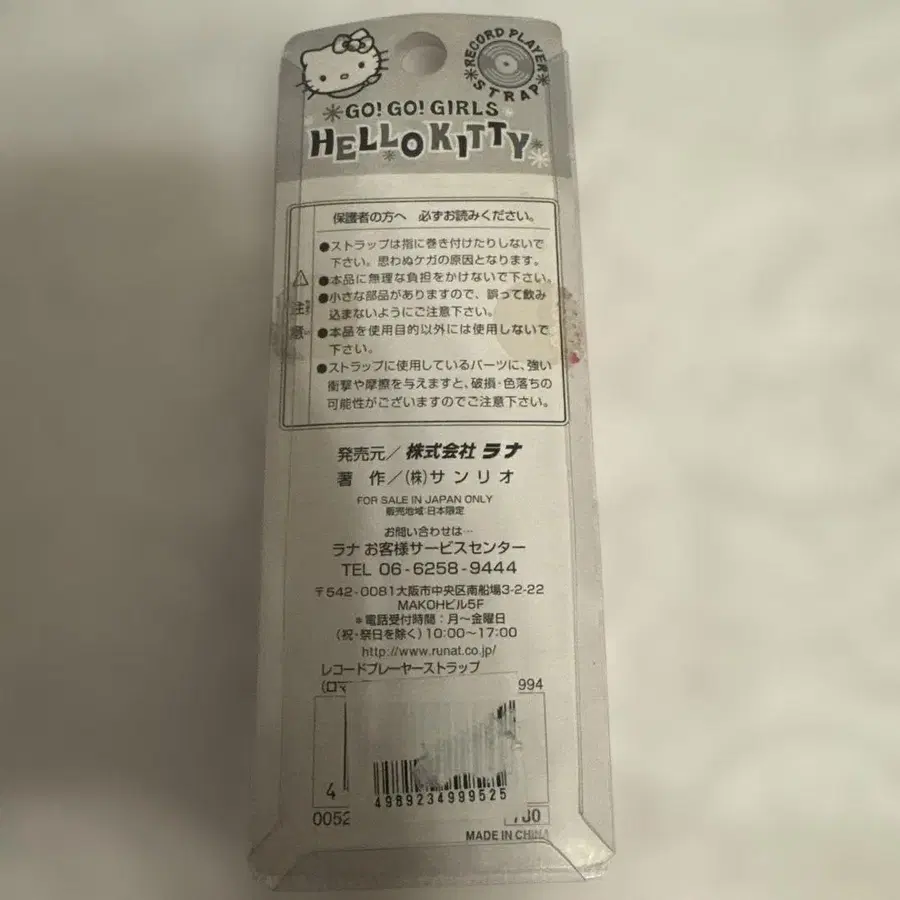 RECORD PLAYER
STRAP
GO! GO! GIRLS
HELLO KITTY
保護者の方へ 必ずお読みください。
注意
●ストラップは指に巻き付けたりしないで
下さい。思わぬケガの原因となります。
●本品に無理な負担をかけないで下さい。
●小さな部品がありますので、誤って飲み
込まないようにご注意下さい。
●本品を使用目的以外には使用しないで
下さい。
●ストラップに使用しているパーツに、強い
衝撃や摩擦を与えますと、破損・色落ちの
可能性がございますのでご注意下さい。
発売元/株式会社 ラナ
著 作/(株)サンリオ
FOR SALE IN JAPAN ONLY
販売地域:日本限定
お問い合わせは…
ラナ お客様サービスセンター
TEL 06-6258-9444
〒542-0081大阪市中央区南船場3-2-22
MAKOHビル5F
*電話受付時間:月〜金曜日
(祝・祭日を除く)10:00〜17:00
http://www.runat.co.jp/
レコードプレーヤーストラップ
(ロマ 994
4
4989234999525
0052 780
MADE IN CHINA